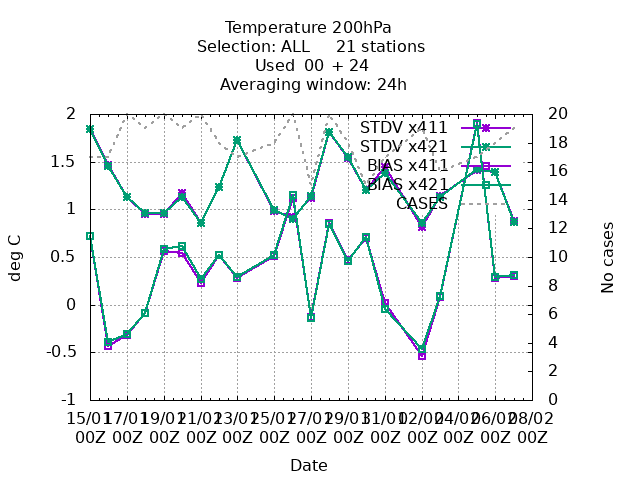 Temperature 200hPa
Selection: ALL 21 stations
Used 00 + 24
Averaging window: 24h
STDV x411
STDV x421
BIAS x411
BIAS x421
CASES
2
1.5
1
0.5
0
-0.5
-1
20
18
16
14
12
10
8
6
4
2
0
deg C
No cases
15/01 17/01 19/01 21/01 23/01 25/01 27/01 29/01 31/01 02/02 04/02 06/02 08/02
00Z 00Z 00Z 00Z 00Z 00Z 00Z 00Z 00Z 00Z 00Z 00Z 00Z
Date